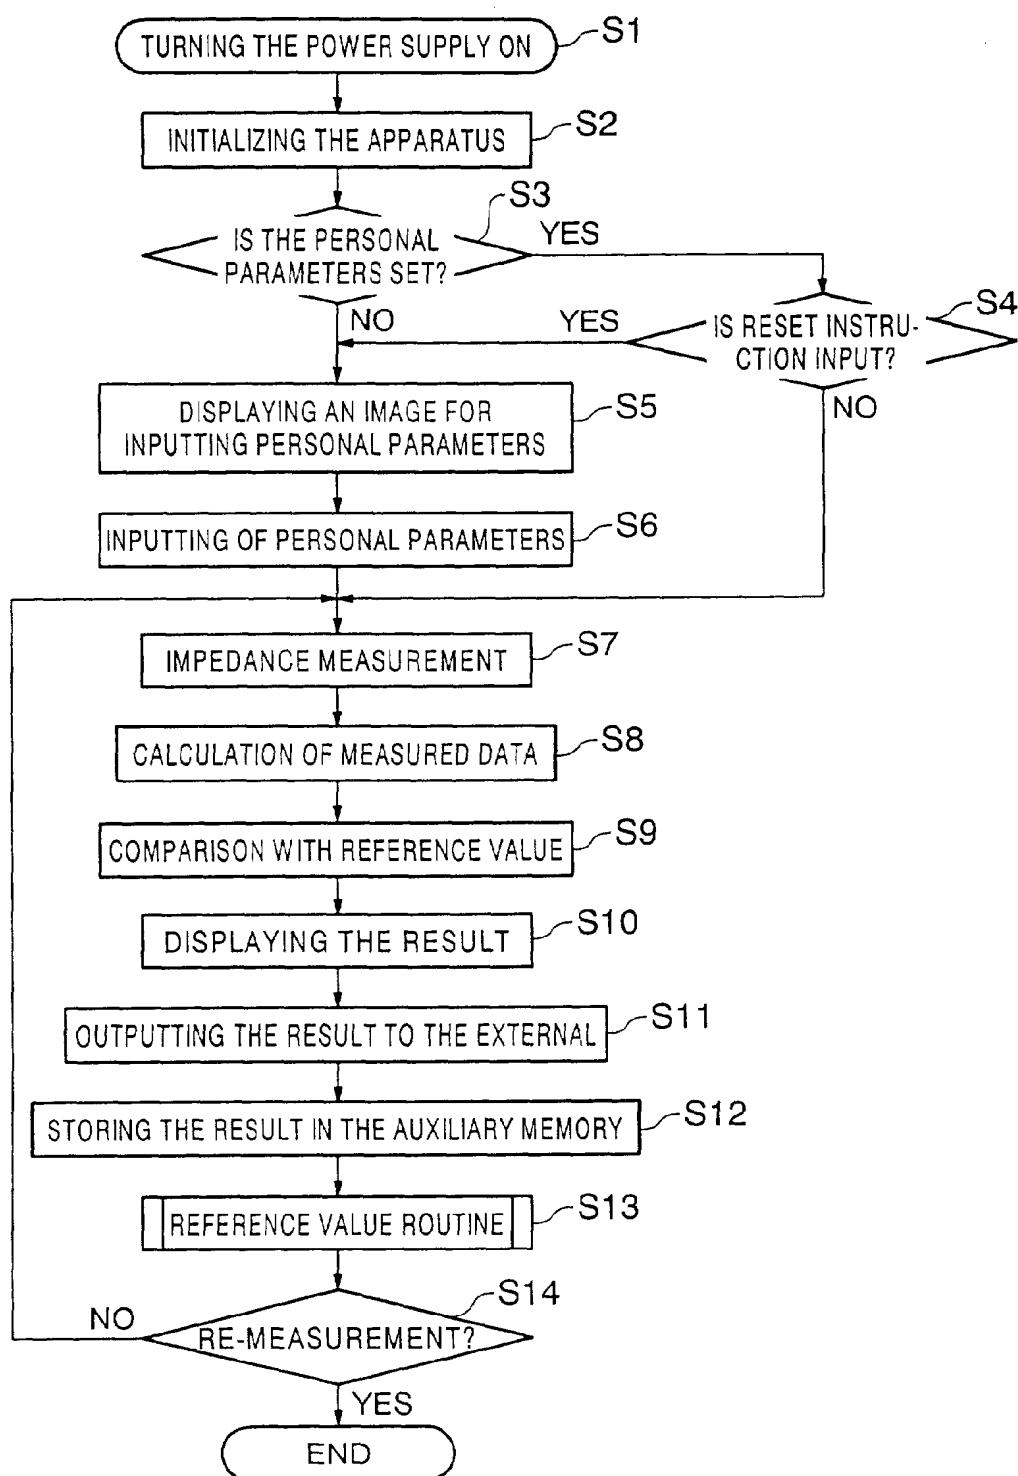 TURNING THE POWER SUPPLY ON
S1
INITIALIZING THE APPARATUS
S2
S3
IS THE PERSONAL
PARAMETERS SET?
YES
NO
YES
S4
IS RESET INSTRU-
CTION INPUT?
NO
DISPLAYING AN IMAGE FOR
INPUTTING PERSONAL PARAMETERS
S5
INPUTTING OF PERSONAL PARAMETERS
S6
IMPEDANCE MEASUREMENT
S7
CALCULATION OF MEASURED DATA
S8
COMPARISON WITH REFERENCE VALUE
S9
DISPLAYING THE RESULT
S10
OUTPUTTING THE RESULT TO THE EXTERNAL
S11
STORING THE RESULT IN THE AUXILIARY MEMORY
S12
REFERENCE VALUE ROUTINE
S13
S14
NO
RE-MEASUREMENT?
YES
END